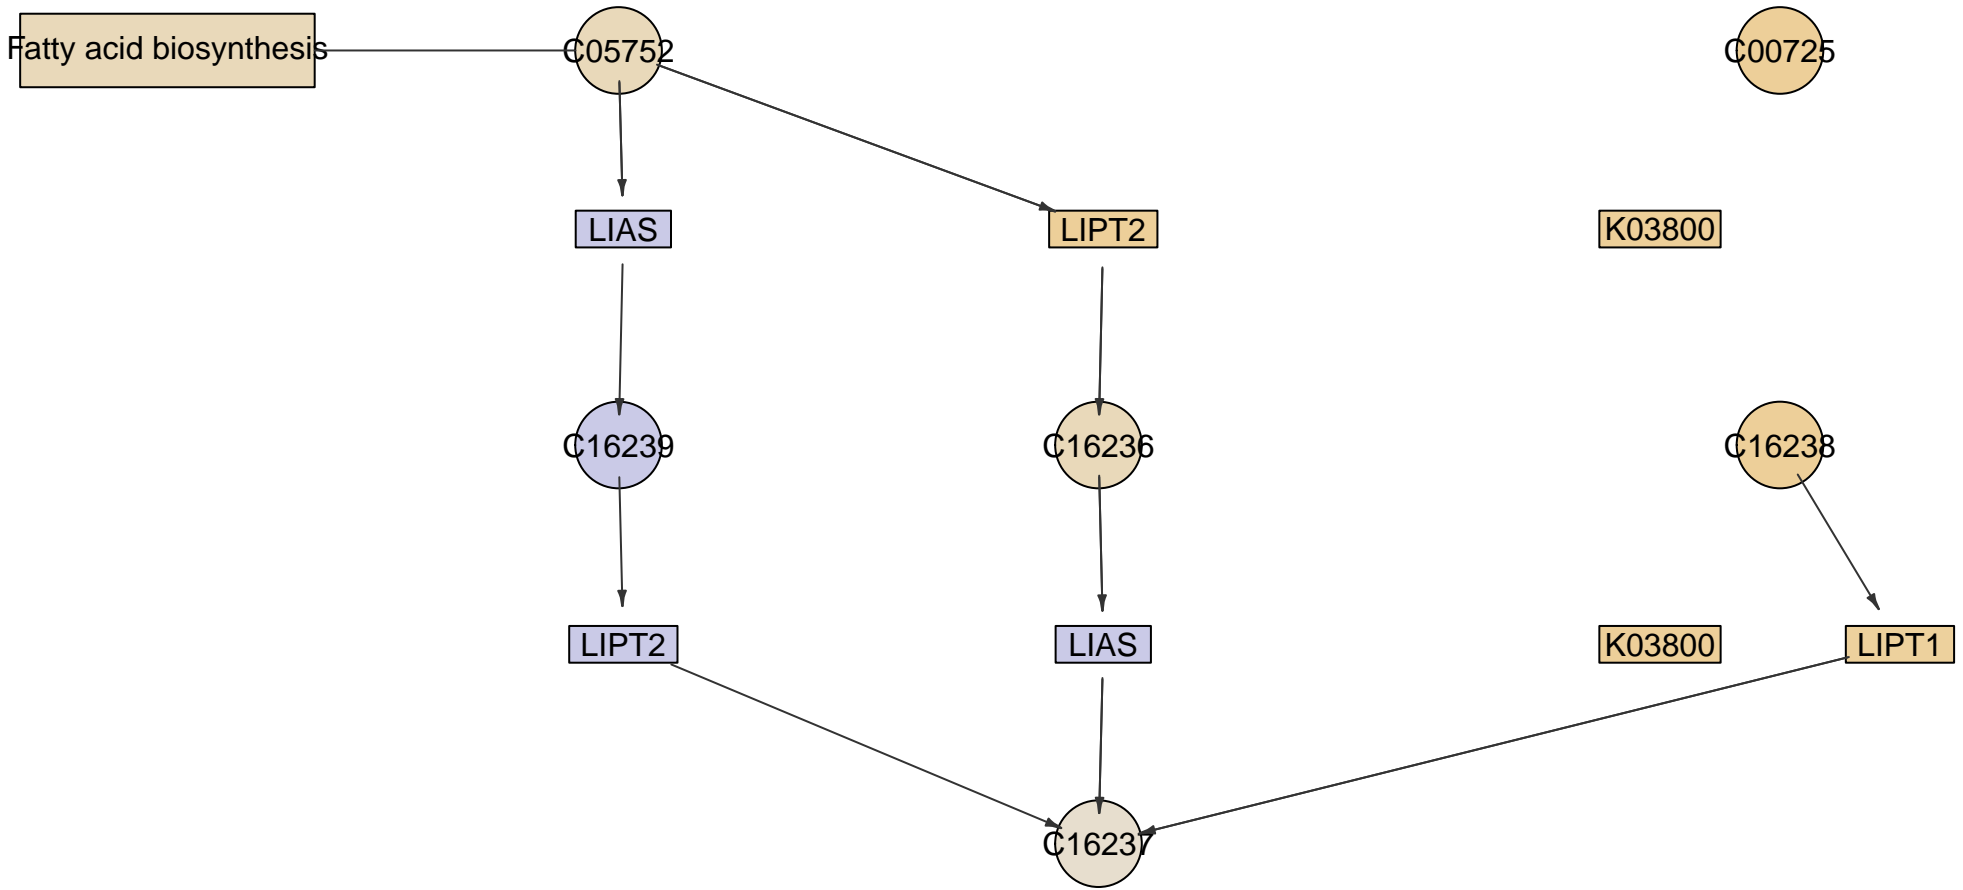 Fatty acid biosynthesis
C05752
C00725
LIAS
LIPT2
K03800
C16239
C16236
C16238
LIPT2
LIAS
K03800
LIPT1
C16237